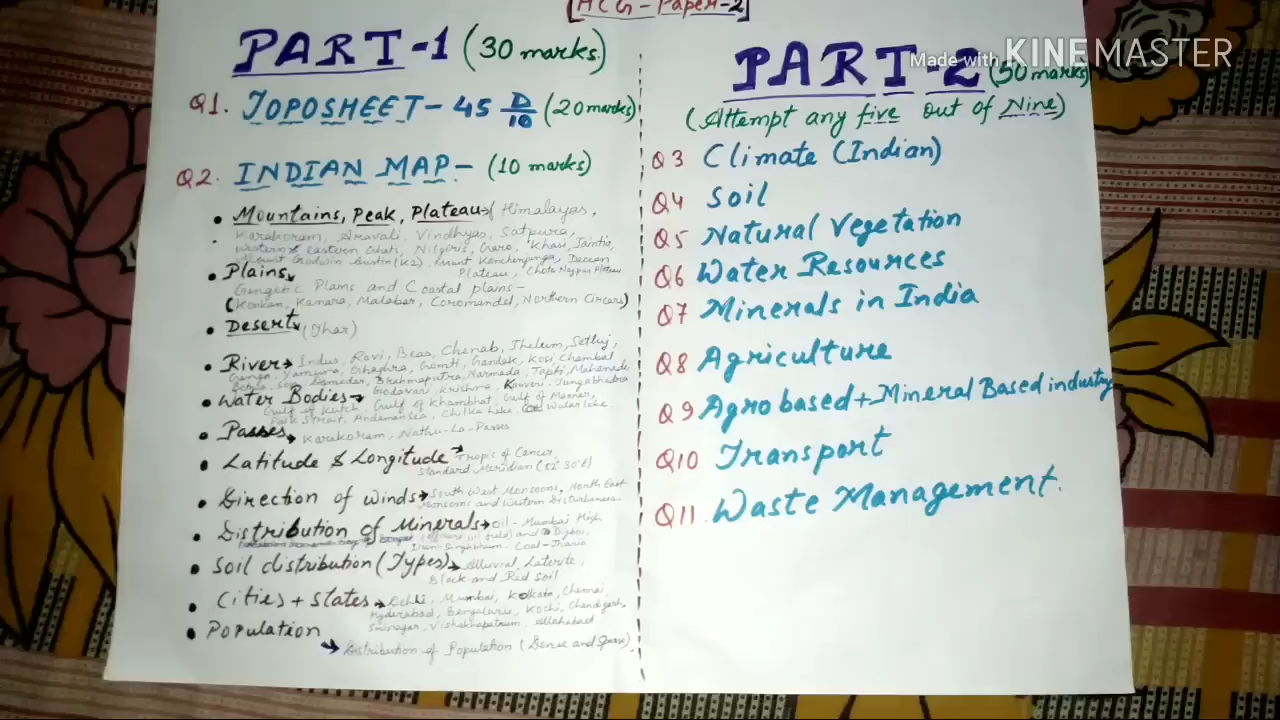 [HCG-Paper-2]
PART-1 (30 marks)
Q1. TOPOSHEET - 45 D/10 (20 marks)
Q2. INDIAN MAP - (10 marks)
• Mountains, Peak, Plateau → (Himalayas,
Karakoram, Aravali, Vindhyas, Satpura,
Western & eastern Ghats, Nilgiris, Garo, Khasi, Jaintia,
Mount Godwin Austin (K2), Mount Kanchenjunga, Deccan
Plateau, Chota Nagpur Plateau
• Plains
Gangetic Plains and Coastal plains -
(Konkan, Kanara, Malabar, Coromandel, Northern Circars)
• Desert → (Thar)
• River → Indus, Ravi, Beas, Chenab, Jhelum, Satluj,
Ganga, Yamuna, Ghaghra, Gomti, Gandak, Kosi, Chambal
Betwa, Son, Damodar, Brahmaputra, Narmada, Tapti, Mahanadi,
Godavari, Krishna, Kaveri, Tungabhadra
• Water Bodies →
Gulf of Kutch, Gulf of Khambhat, Gulf of Mannar,
Palk Strait, Andaman Sea, Chilka Lake, Wular lake.
• Passes → Karakoram, Nathu-La-Passes
• Latitude & Longitude → Tropic of Cancer,
Standard Meridian (82° 30' E)
• Direction of winds → South West Monsoons, North East
Monsoons and Western Disturbances.
• Distribution of Minerals → Oil - Mumbai High
(offshore oil field) and Digboi,
Iron-Singhbhum - Coal-Jharia
• Soil distribution (Types) → Alluvial, Laterite,
Black and Red Soil
• Cities + States → Delhi, Mumbai, Kolkata, Chennai,
Hyderabad, Bengaluru, Kochi, Chandigarh,
Srinagar, Vishakhapatnam, Allahabad
• Population
→ Distribution of Population (Dense and Sparse).
Made with KINEMASTER
PART-2 (50 marks)
(Attempt any five out of Nine)
Q3 Climate (Indian)
Q4 Soil
Q5 Natural Vegetation
Q6 Water Resources
Q7 Minerals in India
Q8 Agriculture
Q9 Agro based + Mineral Based industry
Q10 Transport
Q11. Waste Management.